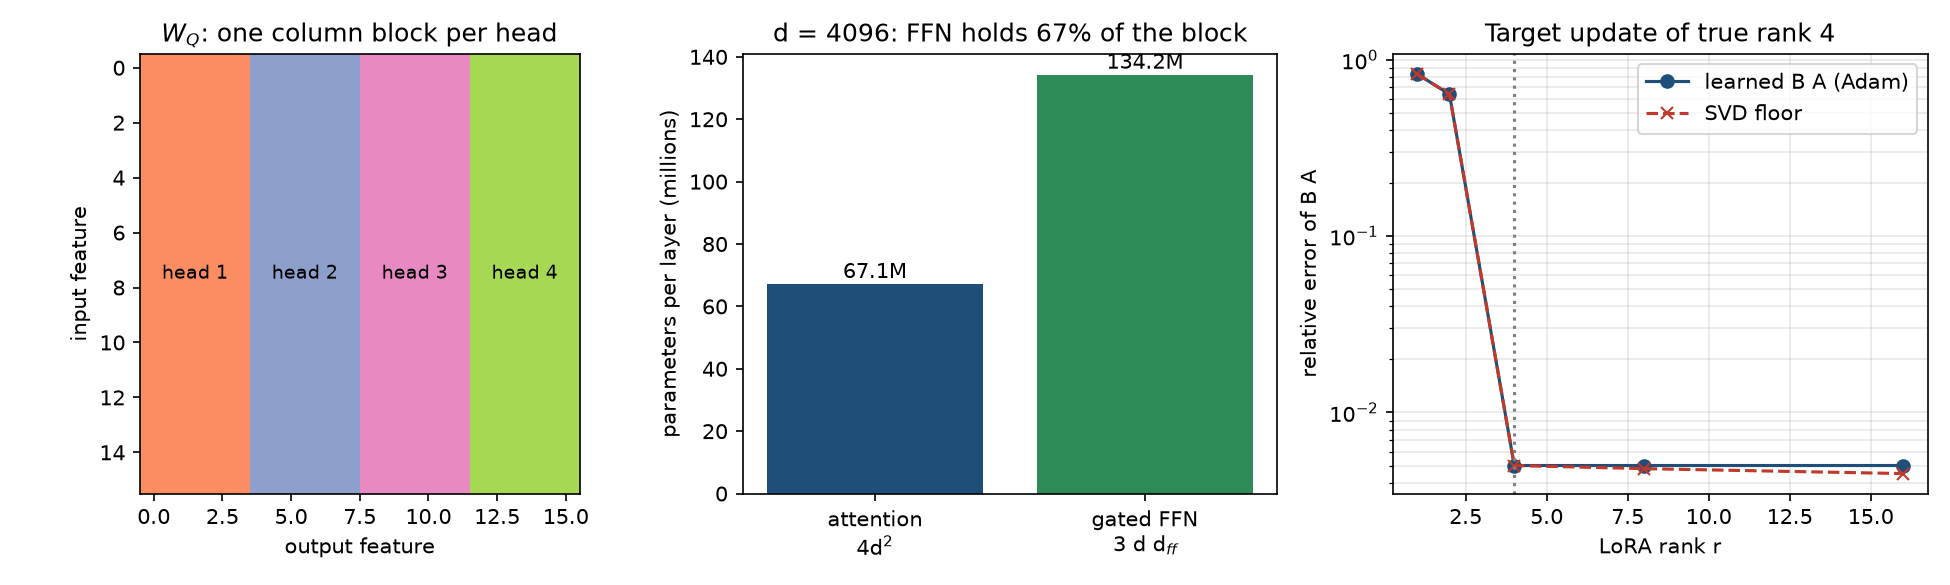 W_Q: one column block per head
0
2
4
6
8
10
12
14
input feature
head 1
head 2
head 3
head 4
0.0 2.5 5.0 7.5 10.0 12.5 15.0
output feature
d = 4096: FFN holds 67% of the block
140
120
100
80
60
40
20
0
parameters per layer (millions)
67.1M
134.2M
attention
4d²
gated FFN
3 d d_ff
Target update of true rank 4
10⁰
10⁻¹
10⁻²
relative error of B A
learned B A (Adam)
SVD floor
2.5 5.0 7.5 10.0 12.5 15.0
LoRA rank r